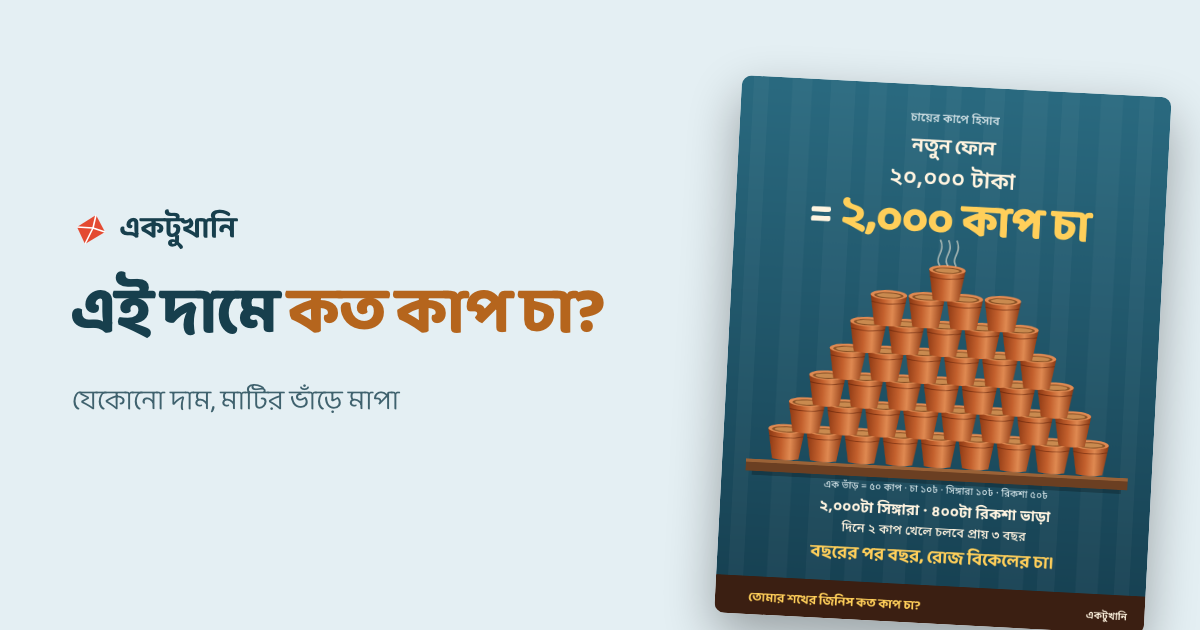 একটুখানি
এই দামে কত কাপ চা?
যেকোনো দাম, মাটির ভাঁড়ে মাপা
চায়ের কাপে হিসাব
নতুন ফোন
২০,০০০ টাকা
= ২,০০০ কাপ চা
এক ভাঁড় = ৫০ কাপ · চা ১০৳ · সিঙ্গারা ১০৳ · রিকশা ৫০৳
২,০০০টা সিঙ্গারা · ৪০০টা রিকশা ভাড়া
দিনে ২ কাপ খেলে চলবে প্রায় ৩ বছর
বছরের পর বছর, রোজ বিকেলের চা।
তোমার শখের জিনিস কত কাপ চা?
একটুখানি